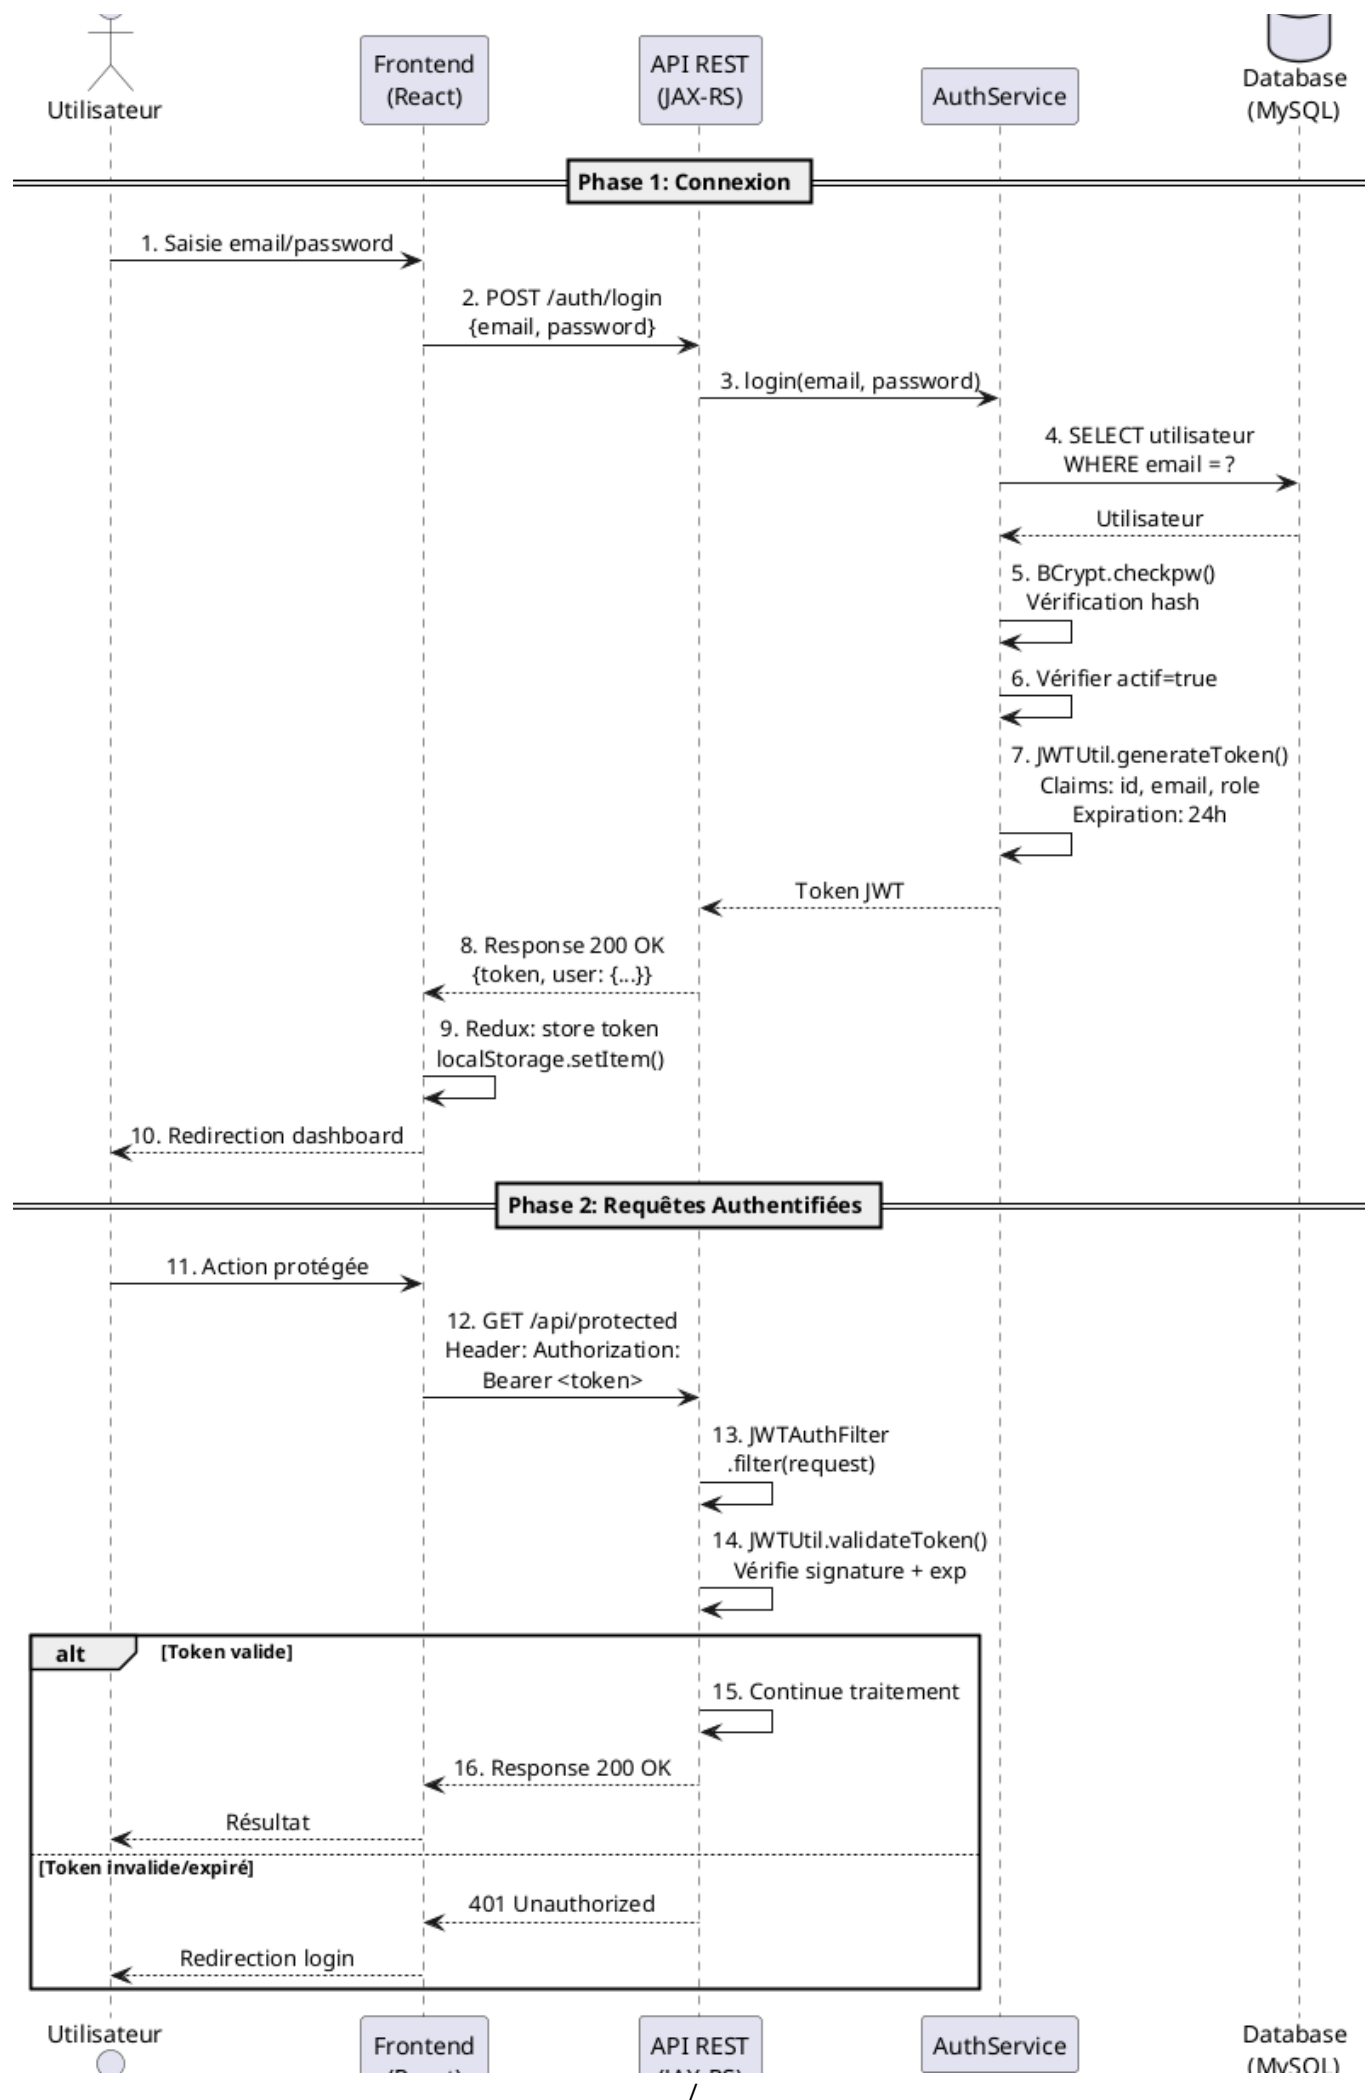 Utilisateur
Frontend
(React)
API REST
(JAX-RS)
AuthService
Database
(MySQL)
Phase 1: Connexion
1. Saisie email/password
2. POST /auth/login
{email, password}
3. login(email, password)
4. SELECT utilisateur
WHERE email = ?
Utilisateur
5. BCrypt.checkpw()
Vérification hash
6. Vérifier actif=true
7. JWTUtil.generateToken()
Claims: id, email, role
Expiration: 24h
Token JWT
8. Response 200 OK
{token, user: {...}}
9. Redux: store token
localStorage.setItem()
10. Redirection dashboard
Phase 2: Requêtes Authentifiées
11. Action protégée
12. GET /api/protected
Header: Authorization:
Bearer <token>
13. JWTAuthFilter
.filter(request)
14. JWTUtil.validateToken()
Vérifie signature + exp
alt [Token valide]
15. Continue traitement
16. Response 200 OK
Résultat
[Token invalide/expiré]
401 Unauthorized
Redirection login
Utilisateur
Frontend
(React)
API REST
(JAX-RS)
AuthService
Database
(MySQL)
/